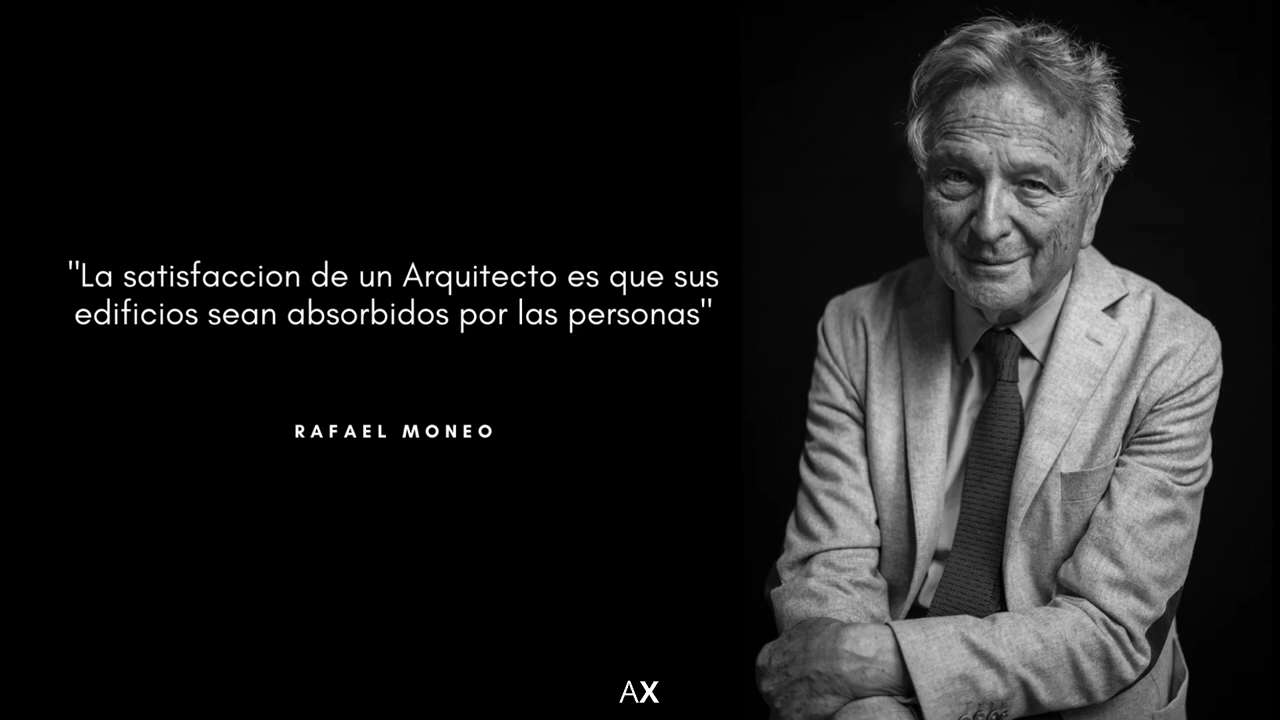 "La satisfaccion de un Arquitecto es que sus
edificios sean absorbidos por las personas"
RAFAEL MONEO
AX